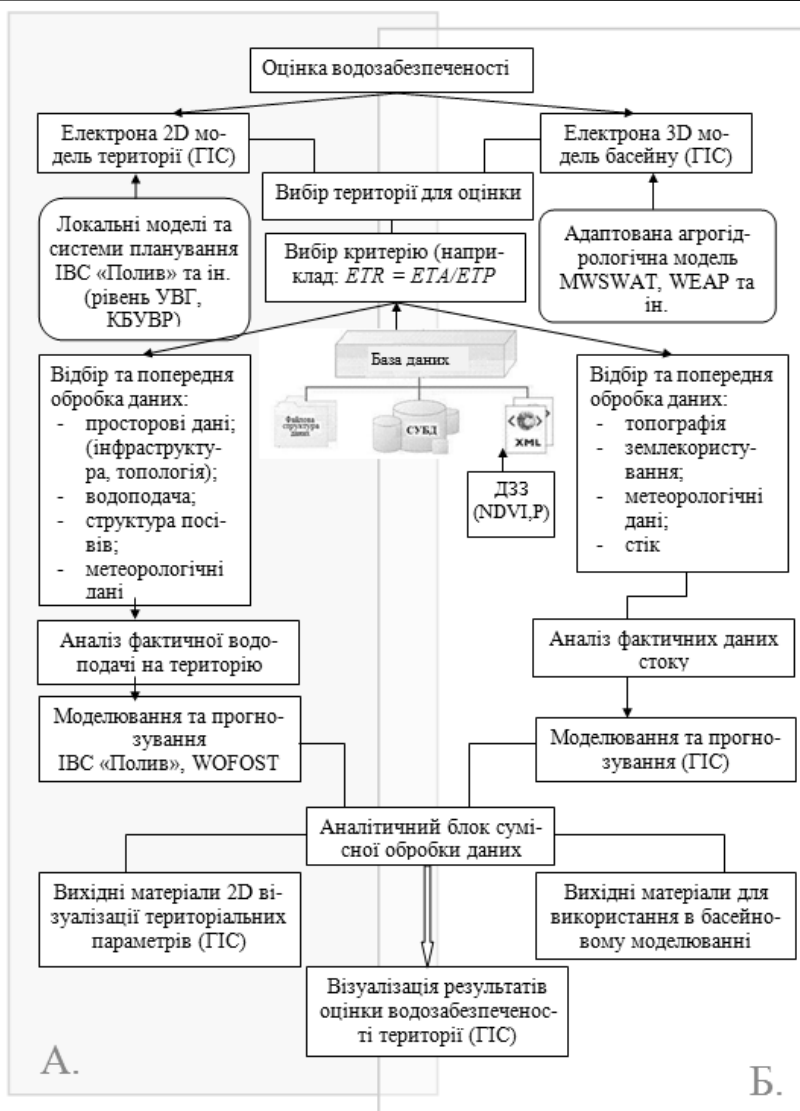 Оцінка водозабезпеченості
Електрона 2D мо-
дель території (ГІС)
Електрона 3D мо-
дель басейну (ГІС)
Вибір території для оцінки
Локальні моделі та
системи планування
ІВС «Полив» та ін.
(рівень УВГ,
КБУВР)
Вибір критерію (напри-
клад: ETR = ETA/ETP
Адаптована агрогід-
рологічна модель
MWSWAT, WEAP та
ін.
База даних
Файлова
структура
даних
СУБД
XML
ДЗЗ
(NDVI,P)
Відбір та попередня
обробка даних:
- просторові дані;
(інфраструкту-
ра, топологія);
- водоподача;
- структура посі-
вів;
- метеорологічні
дані
Відбір та попередня
обробка даних:
- топографія
- землекористу-
вання;
- метеорологічні
дані;
- стік
Аналіз фактичної водо-
подачі на територію
Аналіз фактичних даних
стоку
Моделювання та прогно-
зування
ІВС «Полив», WOFOST
Моделювання та прогно-
зування (ГІС)
Аналітичний блок сумі-
сної обробки даних
Вихідні матеріали 2D ві-
зуалізації територіальних
параметрів (ГІС)
Вихідні матеріали для
використання в басейно-
вому моделюванні
Візуалізація результатів
оцінки водозабезпеченос-
ті території (ГІС)
А.
Б.